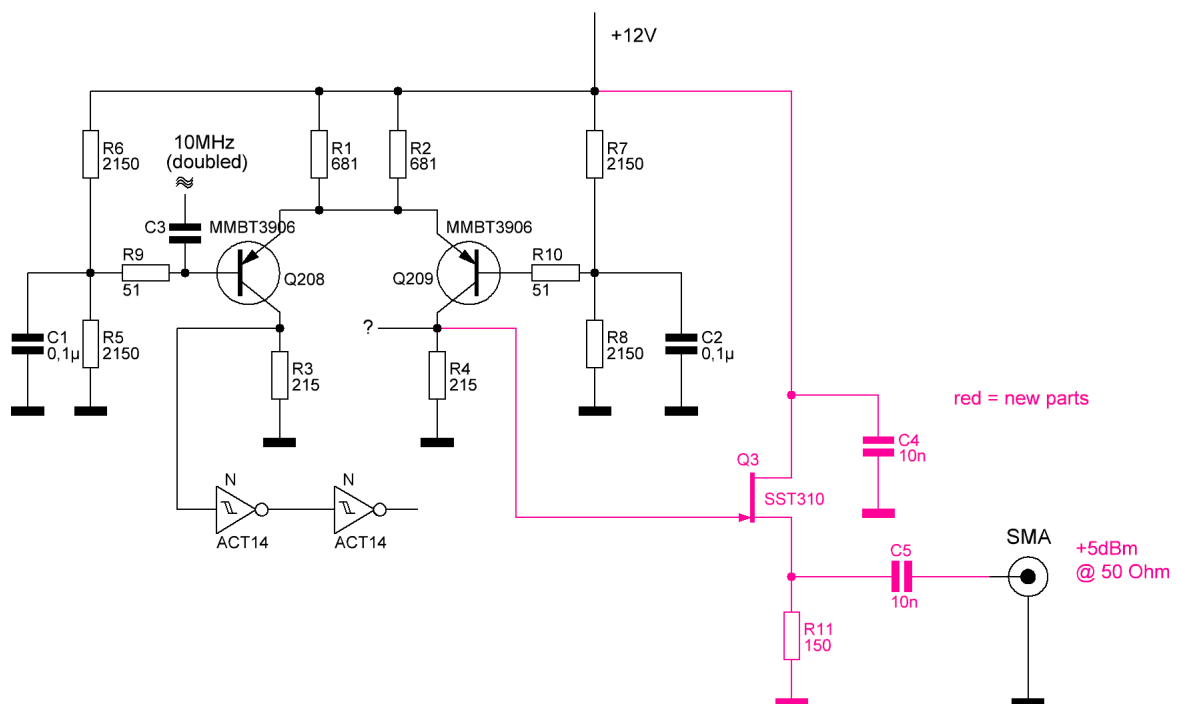 +12V
R6
2150
10MHz
(doubled)
R1
681
R2
681
R7
2150
C3
MMBT3906
MMBT3906
R9
51
Q208
Q209
R10
51
C1
0,1µ
R5
2150
?
R3
215
R4
215
R8
2150
C2
0,1µ
red = new parts
C4
10n
Q3
SST310
N
N
ACT14
ACT14
SMA
+5dBm
@ 50 Ohm
C5
10n
R11
150